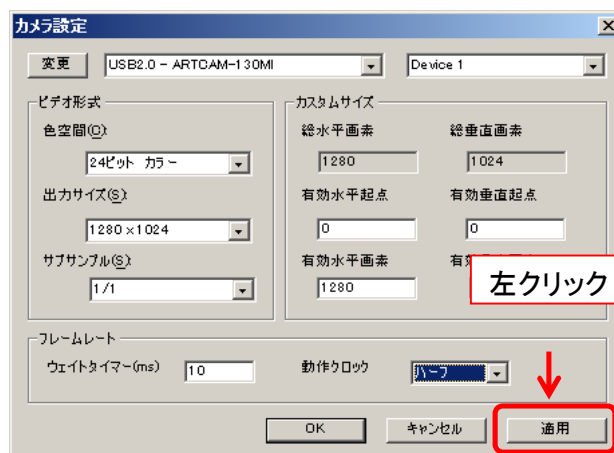 カメラ設定
変更 USB2.0 - ARTCAM-130MI Device 1
ビデオ形式 カスタムサイズ
色空間(C): 総水平画素 総垂直画素
24ビット カラー 1280 1024
出力サイズ(S): 有効水平起点 有効垂直起点
1280×1024 0 0
サブサンプル(S): 有効水平画素 有効
1/1 1280
左クリック
フレームレート
ウェイトタイマー(ms) 10 動作クロック ハーフ
OK キャンセル 適用